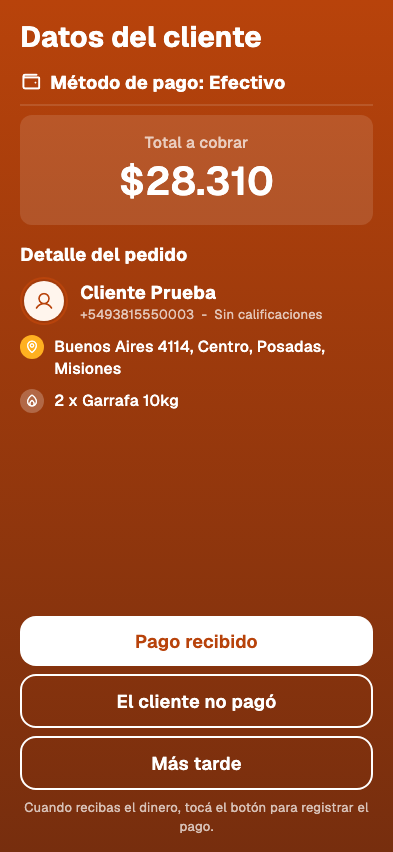 Datos del cliente
Método de pago: Efectivo
Total a cobrar
$28.310
Detalle del pedido
Cliente Prueba
+5493815550003 - Sin calificaciones
Buenos Aires 4114, Centro, Posadas,
Misiones
2 x Garrafa 10kg
Pago recibido
El cliente no pagó
Más tarde
Cuando recibas el dinero, tocá el botón para registrar el
pago.